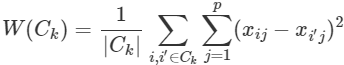 W(C_k) = \frac{1}{|C_k|} \sum_{i,i' \in C_k} \sum_{j=1}^{p} (x_{ij} - x_{i'j})^2